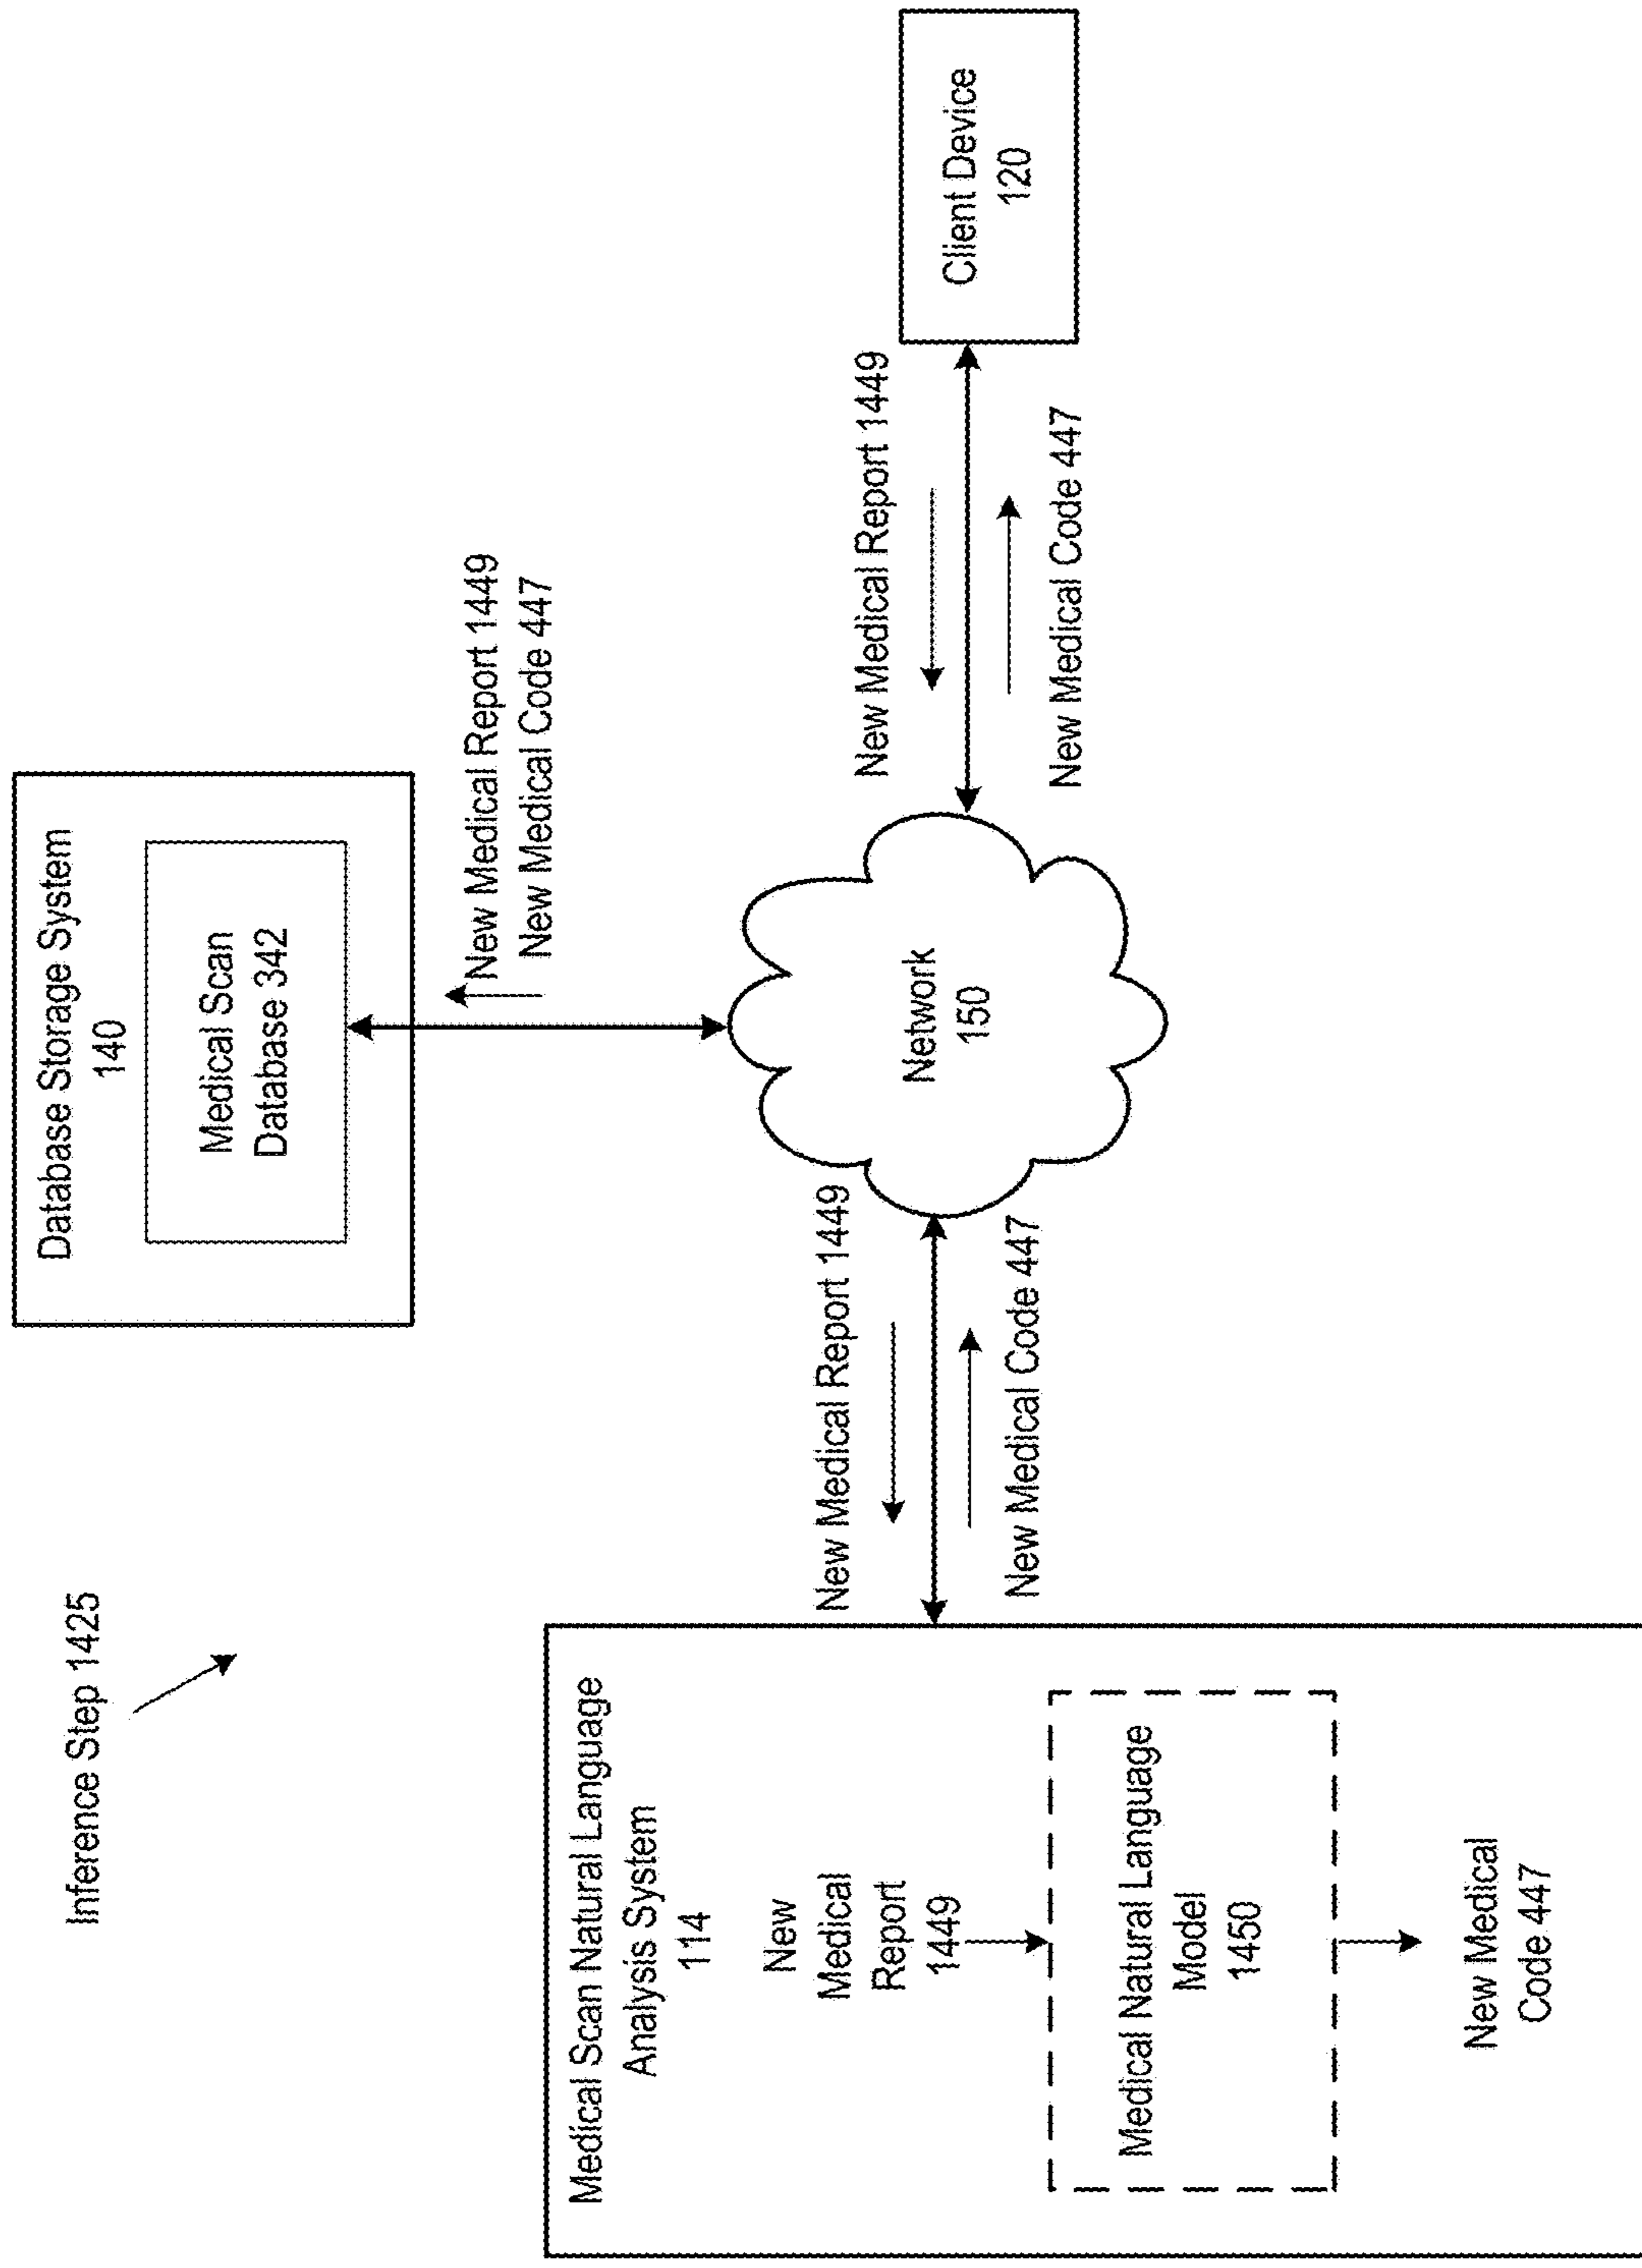 Inference Step 1425
Database Storage System
140
Medical Scan
Database 342
New Medical Report 1449
New Medical Code 447
Medical Scan Natural Language
Analysis System
114
New
Medical
Report
1449
Medical Natural Language
Model
1450
New Medical
Code 447
New Medical Report 1449
New Medical Code 447
Network
150
New Medical Report 1449
New Medical Code 447
Client Device
120